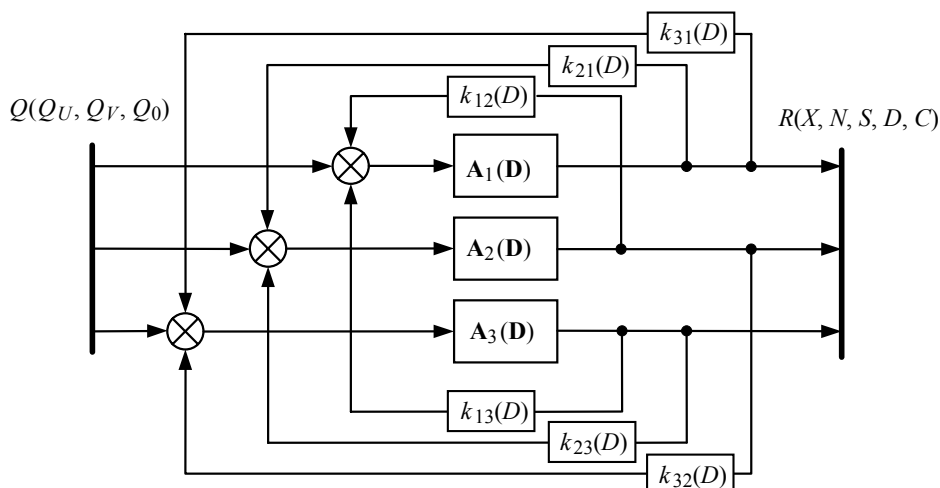 k31(D)
k21(D)
k12(D)
Q(QU, QV, Q0)
R(X, N, S, D, C)
A1(D)
A2(D)
A3(D)
k13(D)
k23(D)
k32(D)